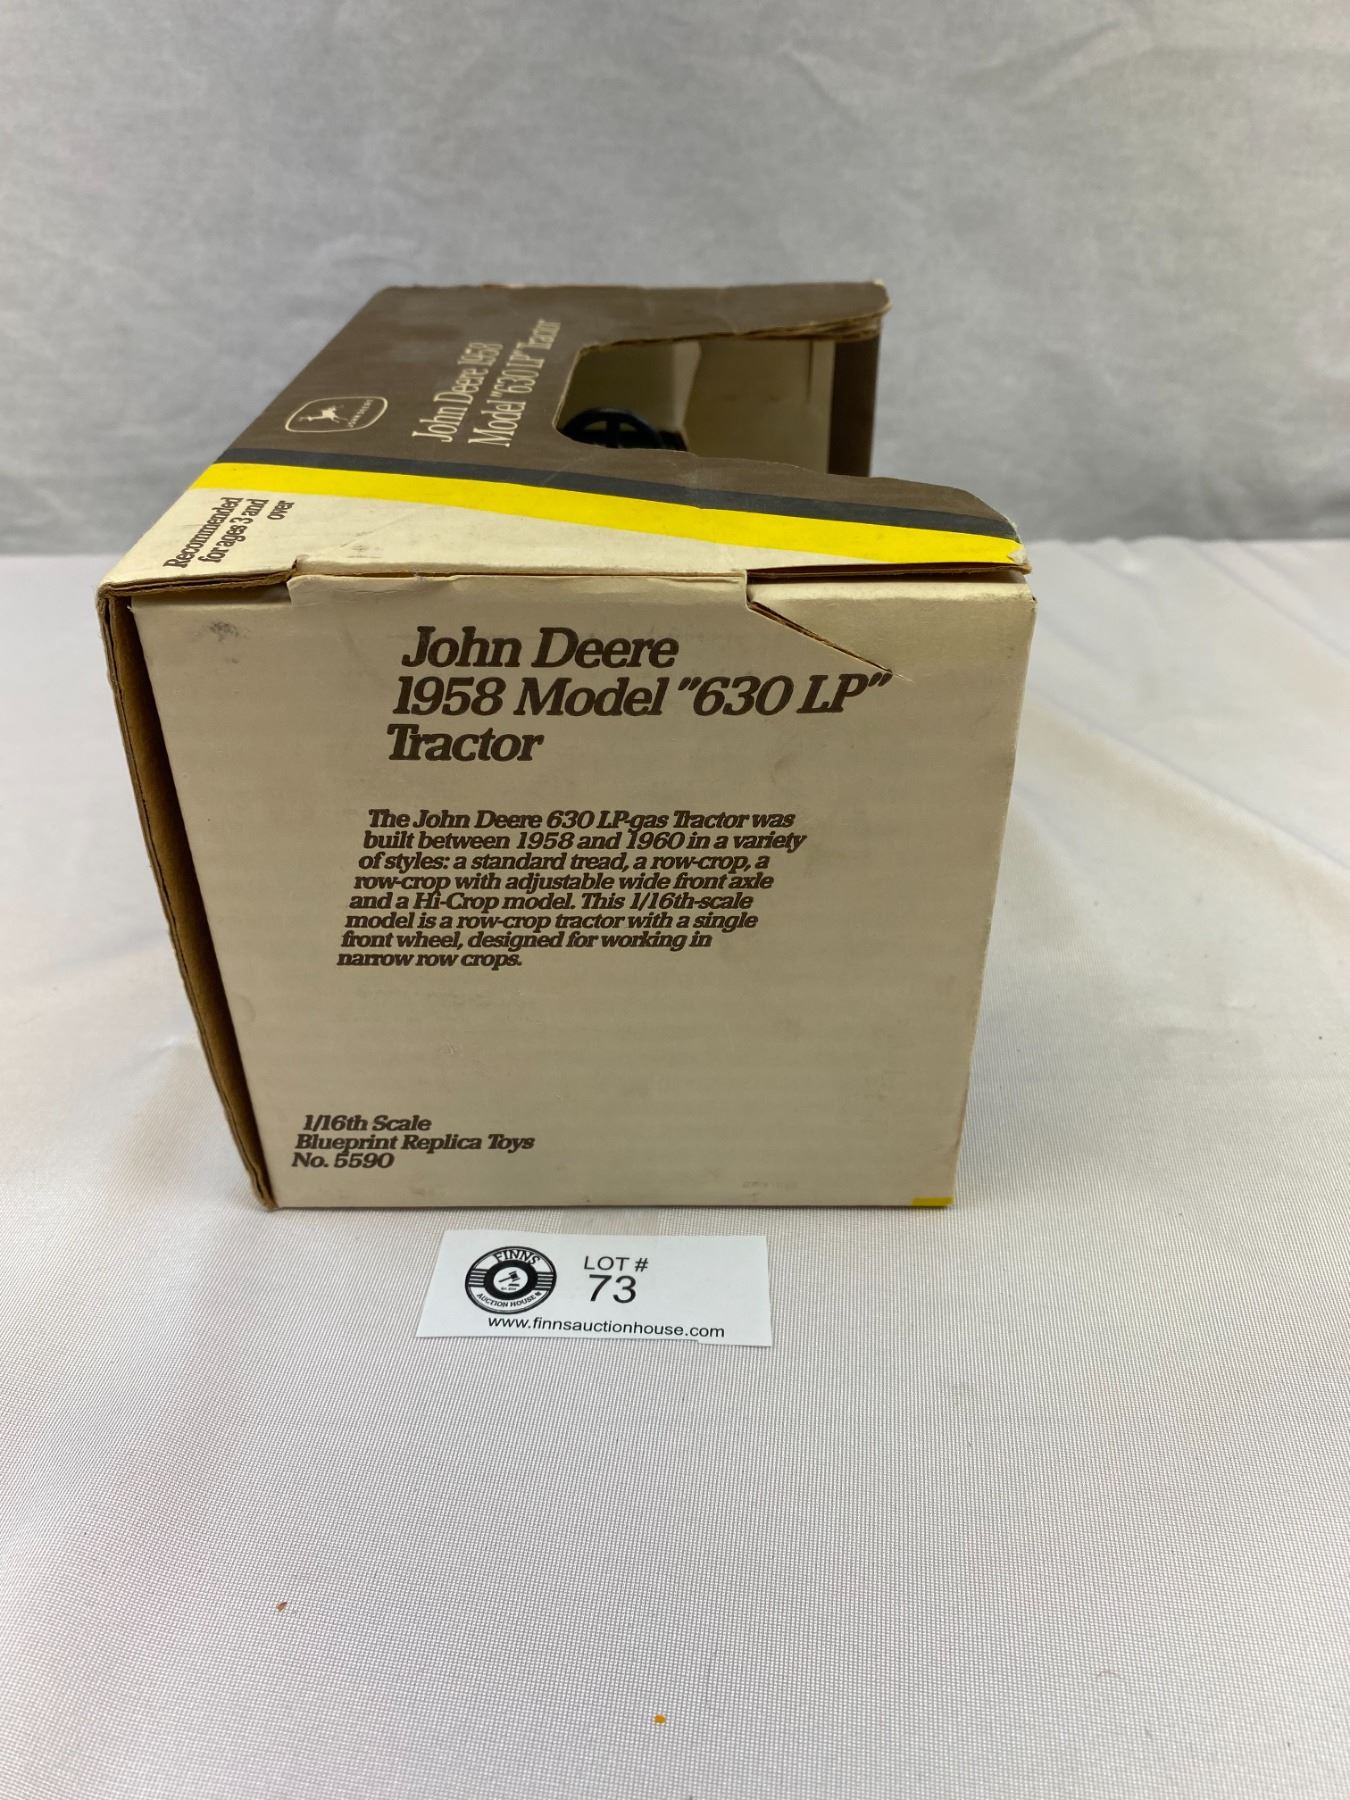 John Deere 1958
Model "630 LP" Tractor
JOHN DEERE
Recommended
for ages 3 and
over
John Deere
1958 Model "630 LP"
Tractor
The John Deere 630 LP-gas Tractor was
built between 1958 and 1960 in a variety
of styles: a standard tread, a row-crop, a
row-crop with adjustable wide front axle
and a Hi-Crop model. This 1/16th-scale
model is a row-crop tractor with a single
front wheel, designed for working in
narrow row crops.
1/16th Scale
Blueprint Replica Toys
No. 5590
FINNS
AUCTION HOUSE
LOT #
73
www.finnsauctionhouse.com